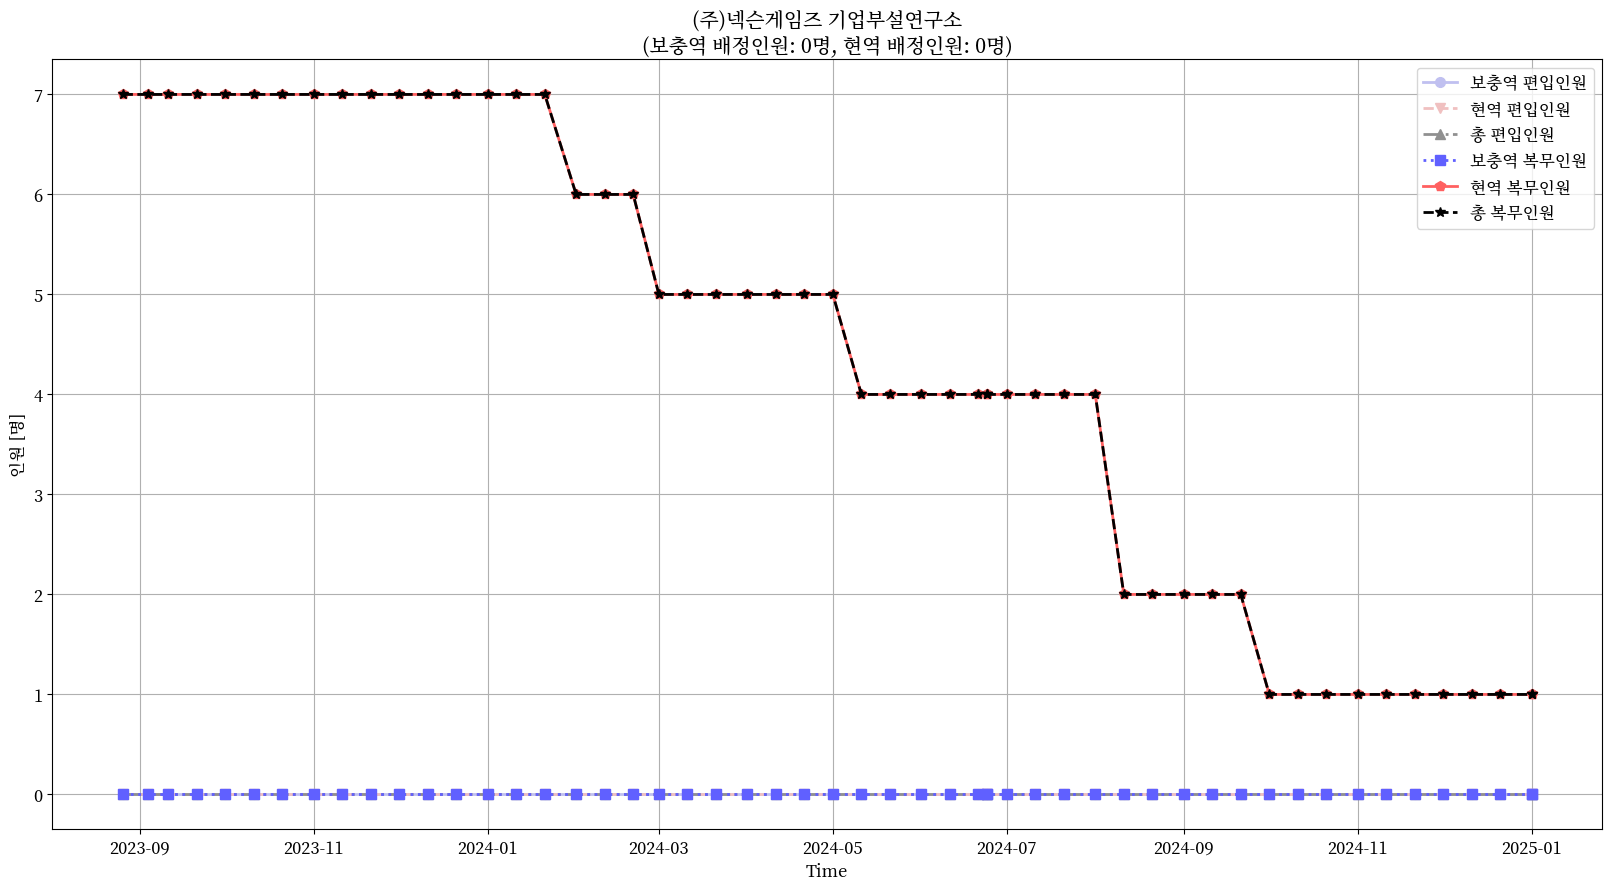 (주)넥슨게임즈 기업부설연구소
(보충역 배정인원: 0명, 현역 배정인원: 0명)
보충역 편입인원
현역 편입인원
총 편입인원
보충역 복무인원
현역 복무인원
총 복무인원
인원 [명]
7
6
5
4
3
2
1
0
2023-09 2023-11 2024-01 2024-03 2024-05 2024-07 2024-09 2024-11 2025-01
Time